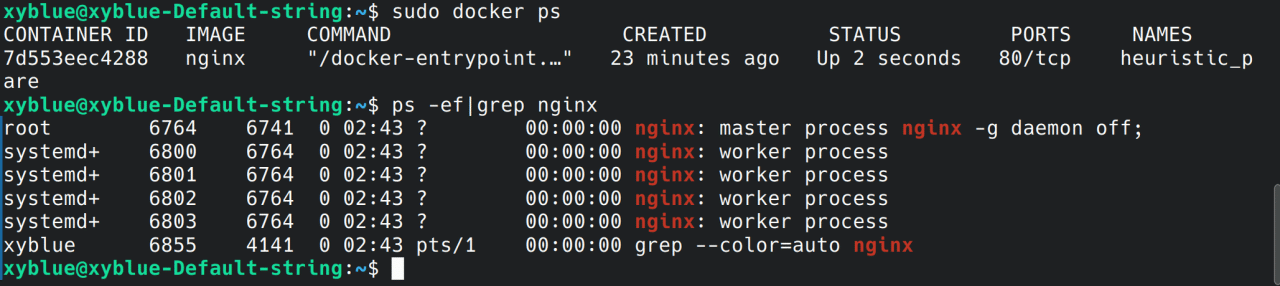 xyblue@xyblue-Default-string:~$ sudo docker ps
CONTAINER ID   IMAGE     COMMAND                  CREATED          STATUS         PORTS     NAMES
7d553eec4288   nginx     "/docker-entrypoint.…"   23 minutes ago   Up 2 seconds   80/tcp    heuristic_p
are
xyblue@xyblue-Default-string:~$ ps -ef|grep nginx
root        6764    6741  0 02:43 ?        00:00:00 nginx: master process nginx -g daemon off;
systemd+    6800    6764  0 02:43 ?        00:00:00 nginx: worker process
systemd+    6801    6764  0 02:43 ?        00:00:00 nginx: worker process
systemd+    6802    6764  0 02:43 ?        00:00:00 nginx: worker process
systemd+    6803    6764  0 02:43 ?        00:00:00 nginx: worker process
xyblue      6855    4141  0 02:43 pts/1    00:00:00 grep --color=auto nginx
xyblue@xyblue-Default-string:~$